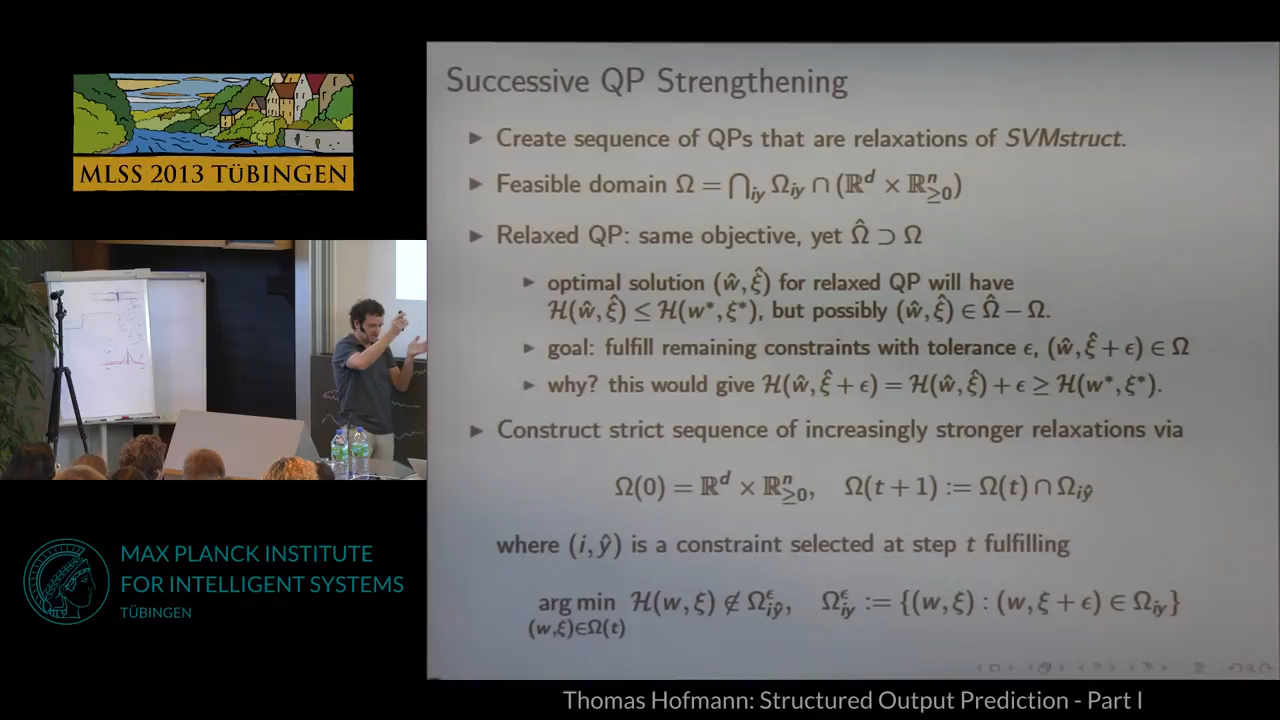 MLSS 2013 TÜBINGEN
MAX PLANCK INSTITUTE
FOR INTELLIGENT SYSTEMS
TÜBINGEN
Successive QP Strengthening
▶ Create sequence of QPs that are relaxations of SVMstruct.
▶ Feasible domain Ω = ⋂_{iy} Ω_{iy} ∩ (ℝ^d × ℝ^n_{≥0})
▶ Relaxed QP: same objective, yet Ω̂ ⊃ Ω
▶ optimal solution (ŵ, ξ̂) for relaxed QP will have
ℋ(ŵ, ξ̂) ≤ ℋ(w*, ξ*), but possibly (ŵ, ξ̂) ∈ Ω̂ − Ω.
▶ goal: fulfill remaining constraints with tolerance ϵ, (ŵ, ξ̂ + ϵ) ∈ Ω
▶ why? this would give ℋ(ŵ, ξ̂ + ϵ) = ℋ(ŵ, ξ̂) + ϵ ≥ ℋ(w*, ξ*).
▶ Construct strict sequence of increasingly stronger relaxations via
Ω(0) = ℝ^d × ℝ^n_{≥0}, Ω(t + 1) := Ω(t) ∩ Ω_{iŷ}
where (i, ŷ) is a constraint selected at step t fulfilling
arg min ℋ(w, ξ) ∉ Ω^ϵ_{iŷ}, Ω^ϵ_{iy} := {(w, ξ) : (w, ξ + ϵ) ∈ Ω_{iy}}
(w,ξ)∈Ω(t)
Thomas Hofmann: Structured Output Prediction - Part I